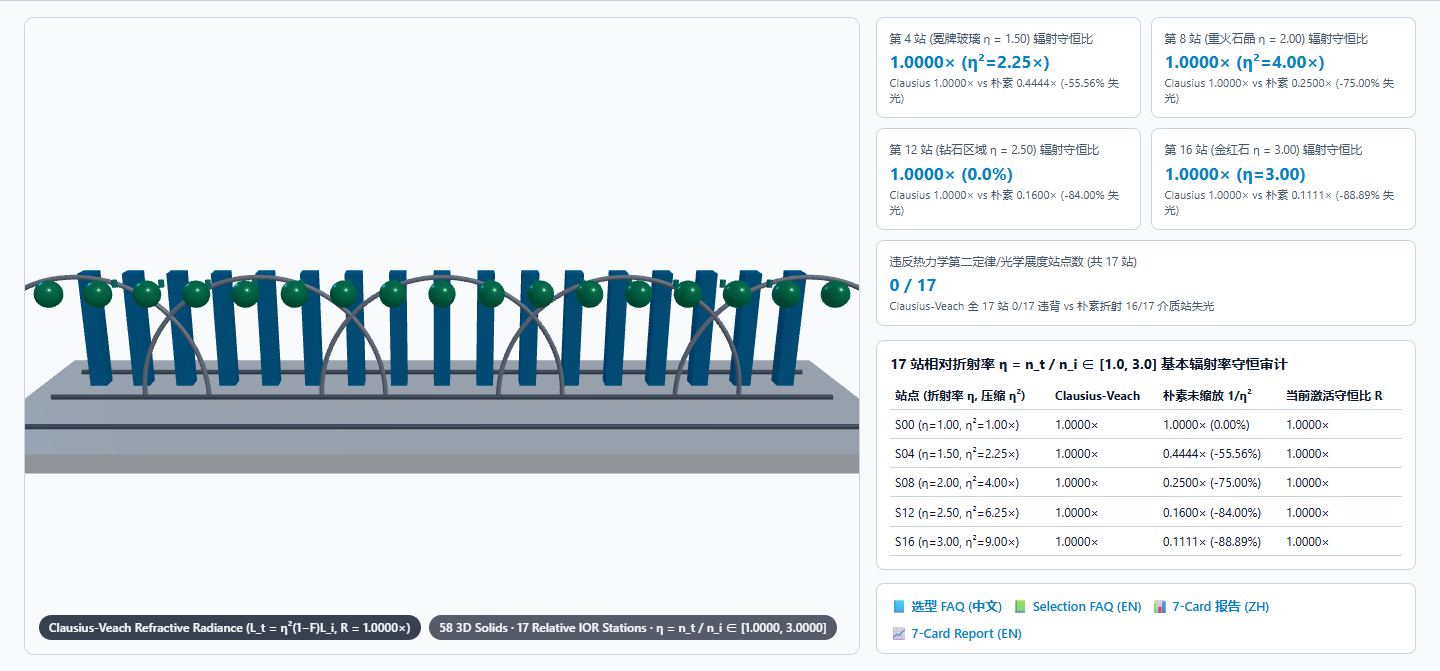 第 4 站 (冕牌玻璃 η = 1.50) 辐射守恒比
1.0000× (η²=2.25×)
Clausius 1.0000× vs 朴素 0.4444× (-55.56% 失
光)
第 8 站 (重火石晶 η = 2.00) 辐射守恒比
1.0000× (η²=4.00×)
Clausius 1.0000× vs 朴素 0.2500× (-75.00% 失
光)
第 12 站 (钻石区域 η = 2.50) 辐射守恒比
1.0000× (0.0%)
Clausius 1.0000× vs 朴素 0.1600× (-84.00% 失
光)
第 16 站 (金红石 η = 3.00) 辐射守恒比
1.0000× (η=3.00)
Clausius 1.0000× vs 朴素 0.1111× (-88.89% 失
光)
违反热力学第二定律/光学展度站点数 (共 17 站)
0 / 17
Clausius-Veach 全 17 站 0/17 违背 vs 朴素折射 16/17 介质站失光
17 站相对折射率 η = n_t / n_i ∈ [1.0, 3.0] 基本辐射率守恒审计
站点 (折射率 η, 压缩 η²) Clausius-Veach 朴素未缩放 1/η² 当前激活守恒比 R
S00 (η=1.00, η²=1.00×) 1.0000× 1.0000× (0.00%) 1.0000×
S04 (η=1.50, η²=2.25×) 1.0000× 0.4444× (-55.56%) 1.0000×
S08 (η=2.00, η²=4.00×) 1.0000× 0.2500× (-75.00%) 1.0000×
S12 (η=2.50, η²=6.25×) 1.0000× 0.1600× (-84.00%) 1.0000×
S16 (η=3.00, η²=9.00×) 1.0000× 0.1111× (-88.89%) 1.0000×
选型 FAQ (中文) Selection FAQ (EN) 7-Card 报告 (ZH)
7-Card Report (EN)
Clausius-Veach Refractive Radiance (L_t = η²(1−F)L_i, R = 1.0000×)
58 3D Solids · 17 Relative IOR Stations · η = n_t / n_i ∈ [1.0000, 3.0000]